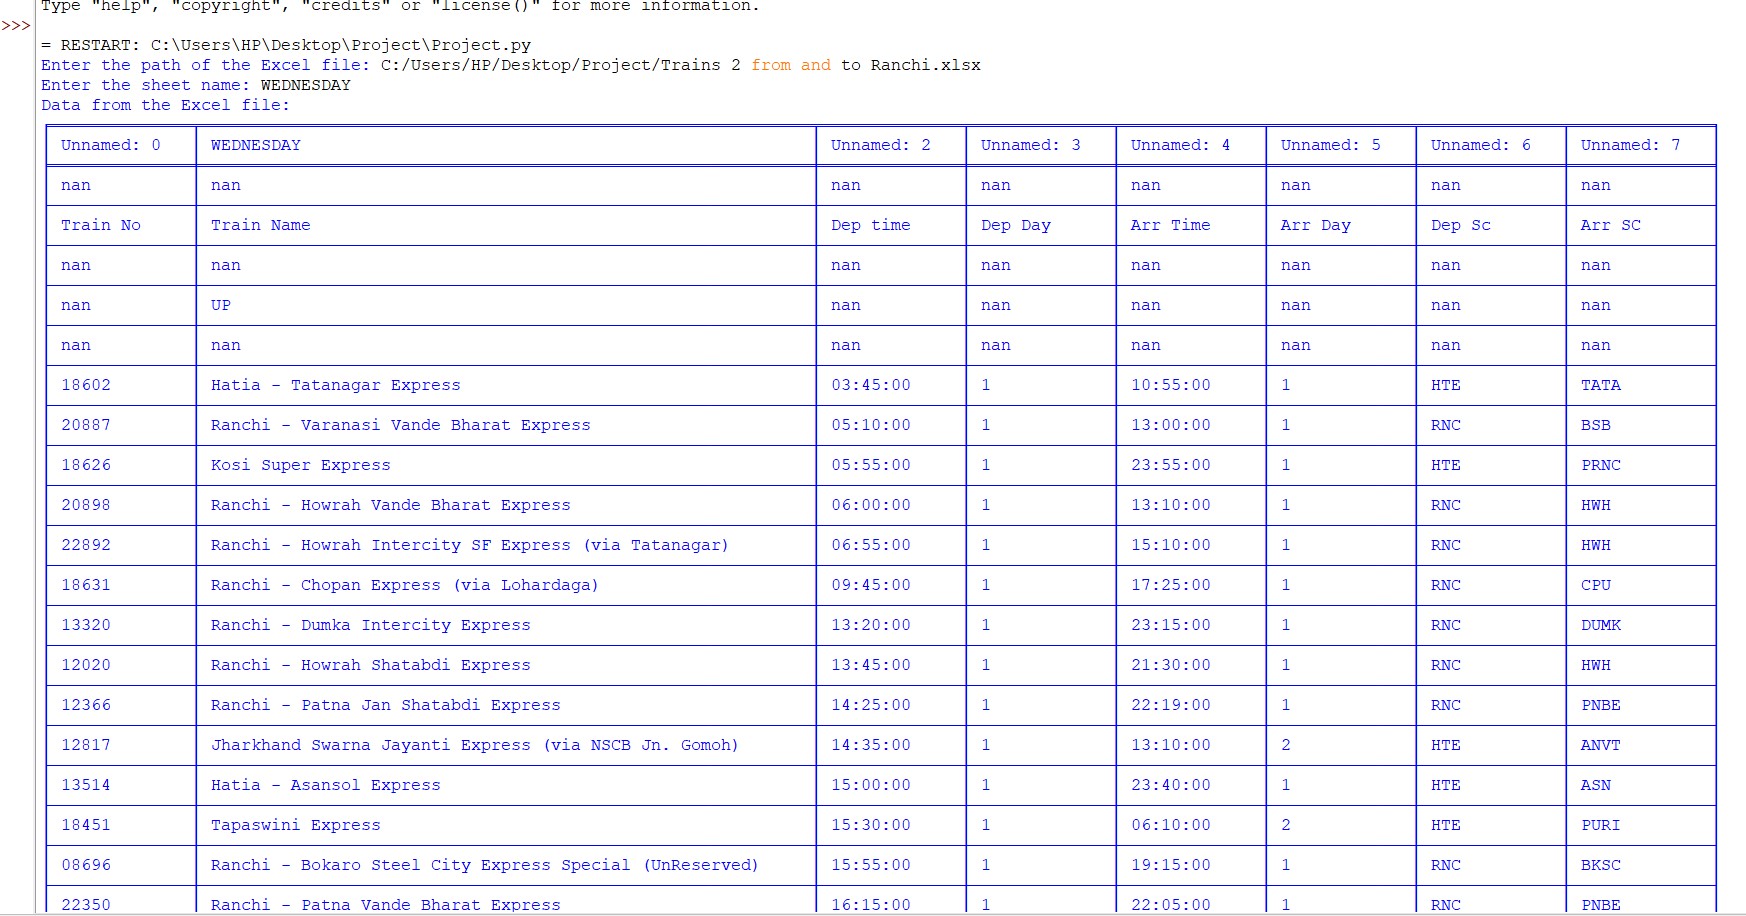 Type "help", "copyright", "credits" or "license()" for more information.
>>>
= RESTART: C:\Users\HP\Desktop\Project\Project.py
Enter the path of the Excel file: C:/Users/HP/Desktop/Project/Trains 2 from and to Ranchi.xlsx
Enter the sheet name: WEDNESDAY
Data from the Excel file:
Unnamed: 0 WEDNESDAY Unnamed: 2 Unnamed: 3 Unnamed: 4 Unnamed: 5 Unnamed: 6 Unnamed: 7
nan nan nan nan nan nan nan nan
Train No Train Name Dep time Dep Day Arr Time Arr Day Dep Sc Arr SC
nan nan nan nan nan nan nan nan
nan UP nan nan nan nan nan nan
nan nan nan nan nan nan nan nan
18602 Hatia - Tatanagar Express 03:45:00 1 10:55:00 1 HTE TATA
20887 Ranchi - Varanasi Vande Bharat Express 05:10:00 1 13:00:00 1 RNC BSB
18626 Kosi Super Express 05:55:00 1 23:55:00 1 HTE PRNC
20898 Ranchi - Howrah Vande Bharat Express 06:00:00 1 13:10:00 1 RNC HWH
22892 Ranchi - Howrah Intercity SF Express (via Tatanagar) 06:55:00 1 15:10:00 1 RNC HWH
18631 Ranchi - Chopan Express (via Lohardaga) 09:45:00 1 17:25:00 1 RNC CPU
13320 Ranchi - Dumka Intercity Express 13:20:00 1 23:15:00 1 RNC DUMK
12020 Ranchi - Howrah Shatabdi Express 13:45:00 1 21:30:00 1 RNC HWH
12366 Ranchi - Patna Jan Shatabdi Express 14:25:00 1 22:19:00 1 RNC PNBE
12817 Jharkhand Swarna Jayanti Express (via NSCB Jn. Gomoh) 14:35:00 1 13:10:00 2 HTE ANVT
13514 Hatia - Asansol Express 15:00:00 1 23:40:00 1 HTE ASN
18451 Tapaswini Express 15:30:00 1 06:10:00 2 HTE PURI
08696 Ranchi - Bokaro Steel City Express Special (UnReserved) 15:55:00 1 19:15:00 1 RNC BKSC
22350 Ranchi - Patna Vande Bharat Express 16:15:00 1 22:05:00 1 RNC PNBE